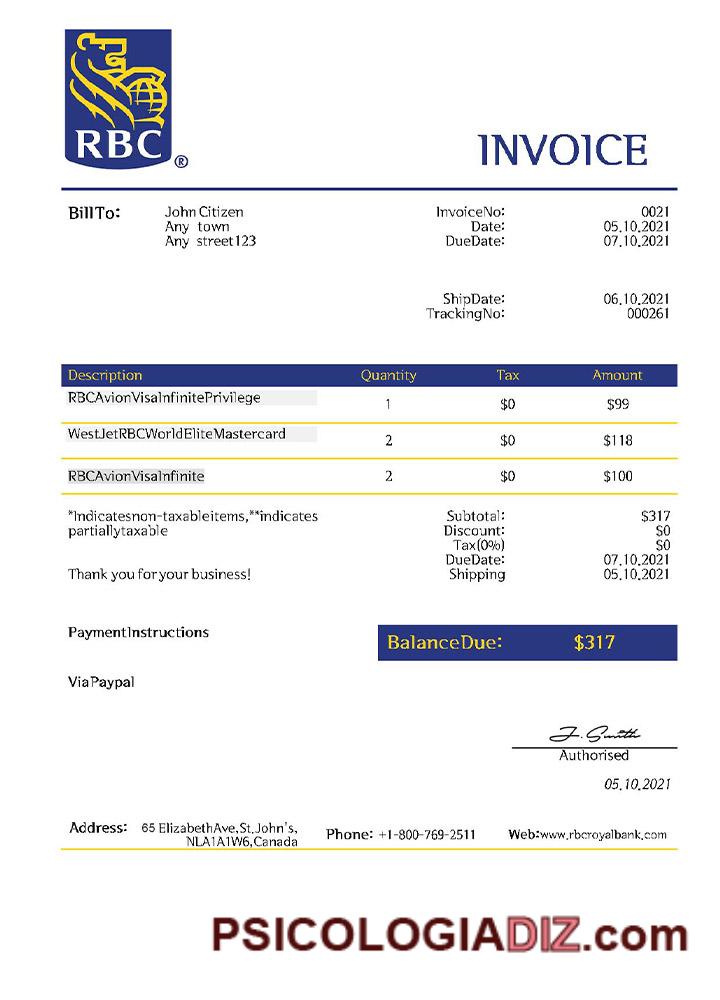 RBC®
INVOICE
BillTo: John Citizen InvoiceNo: 0021
Any town Date: 05.10.2021
Any street123 DueDate: 07.10.2021
ShipDate: 06.10.2021
TrackingNo: 000261
Description Quantity Tax Amount
RBCAvionVisaInfinitePrivilege 1 $0 $99
WestJetRBCWorldEliteMastercard 2 $0 $118
RBCAvionVisaInfinite 2 $0 $100
*Indicatesnon-taxableitems,**indicates Subtotal: $317
partiallytaxable Discount: $0
Tax(0%) $0
DueDate: 07.10.2021
Thank you for your business! Shipping 05.10.2021
PaymentInstructions
BalanceDue: $317
ViaPaypal
J. Smith
Authorised
05.10.2021
Address: 65 ElizabethAve,St.John's, Phone: +1-800-769-2511 Web:www.rbcroyalbank.com
NLA1A1W6,Canada
PSICOLOGIADIZ.com